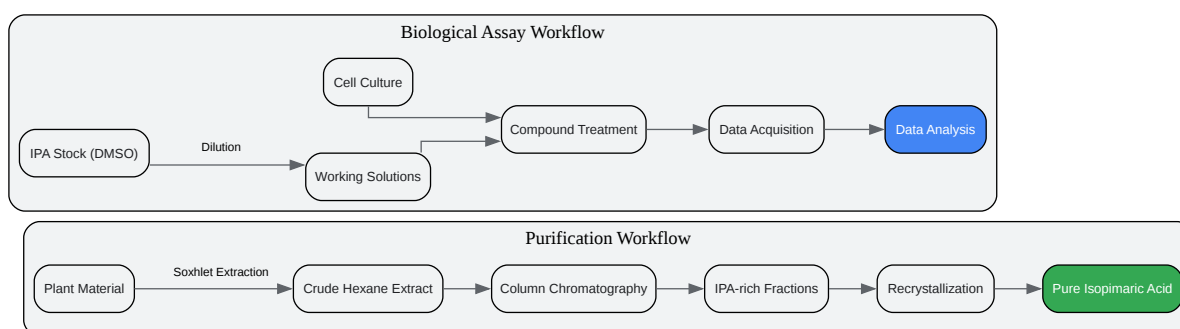 Biological Assay Workflow
Cell Culture
Compound Treatment
Data Acquisition
Data Analysis
IPA Stock (DMSO)
Dilution
Working Solutions
Purification Workflow
Plant Material
Soxhlet Extraction
Crude Hexane Extract
Column Chromatography
IPA-rich Fractions
Recrystallization
Pure Isopimaric Acid